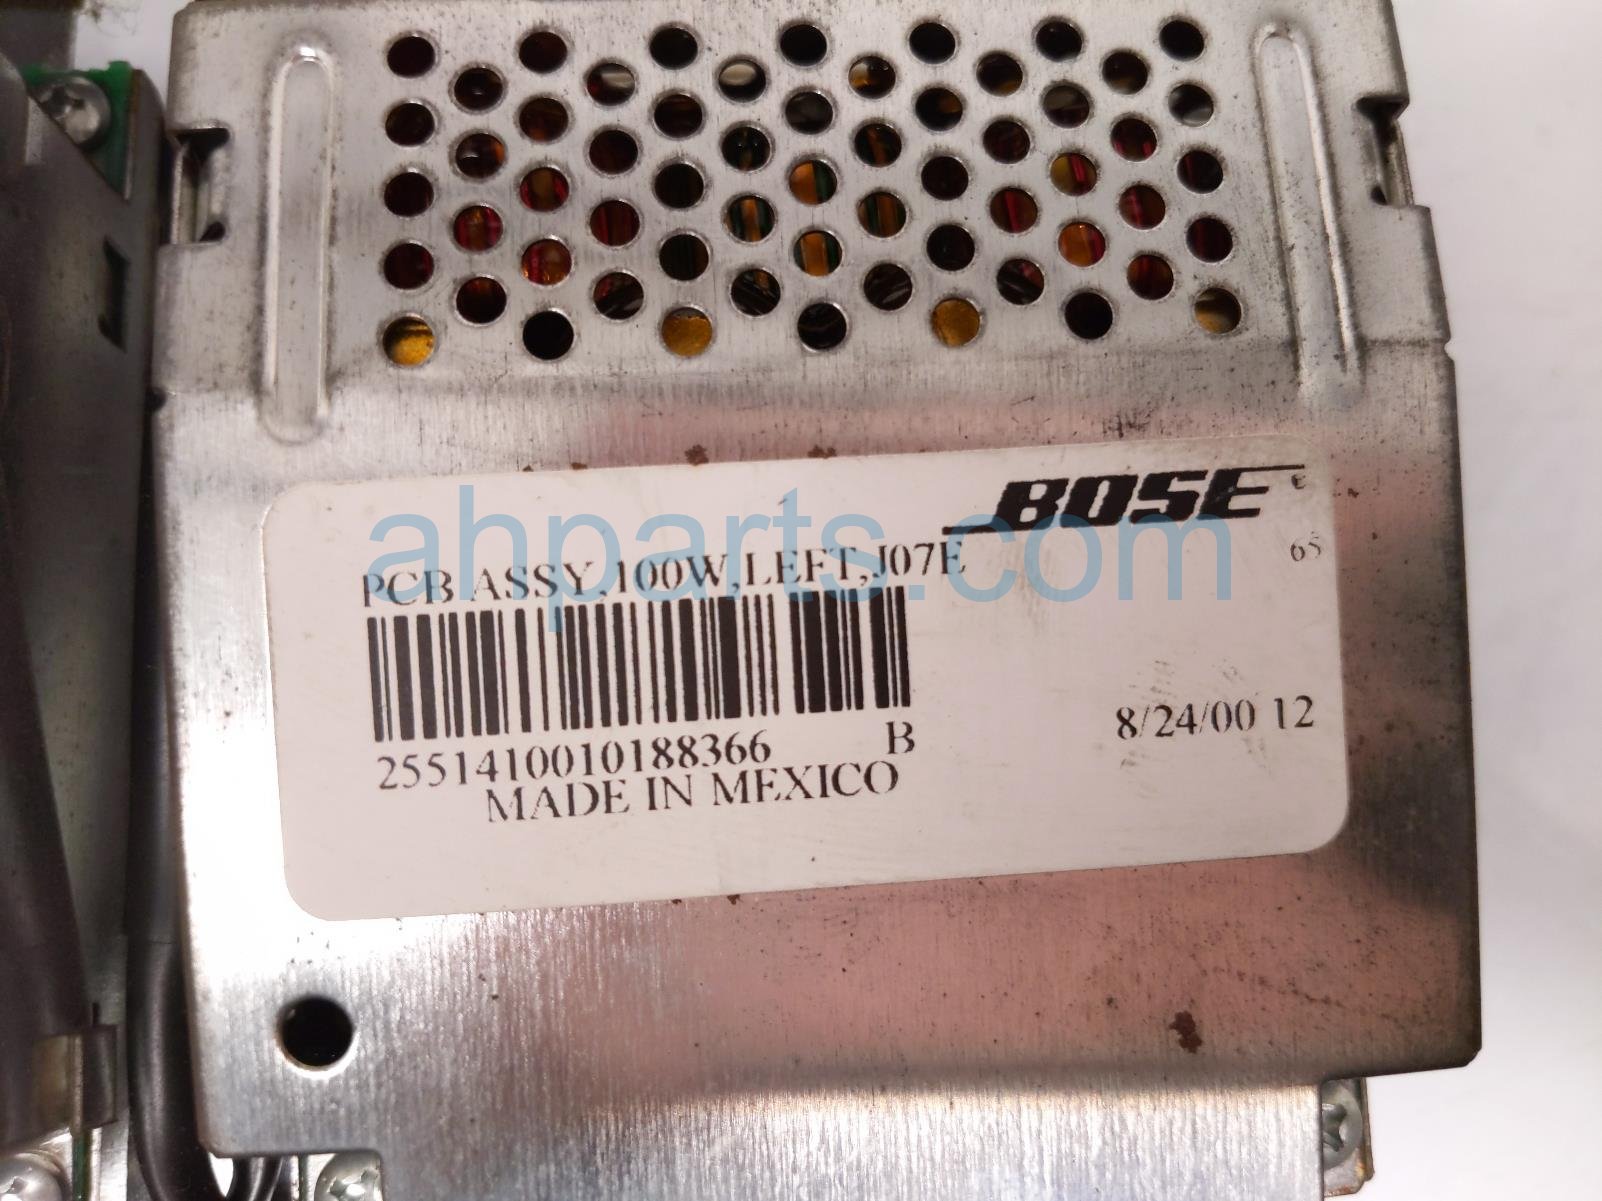 BOSE
PCB ASSY,100W,LEFT,J07E
65
2551410010188366 B
8/24/00 12
MADE IN MEXICO
ahparts.com